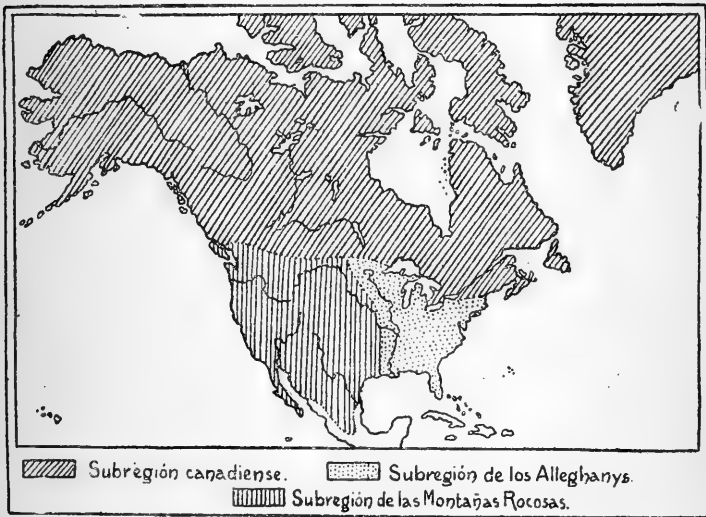 Subregión canadiense.
Subregión de los Alleghanys.
Subregión de las Montañas Rocosas.